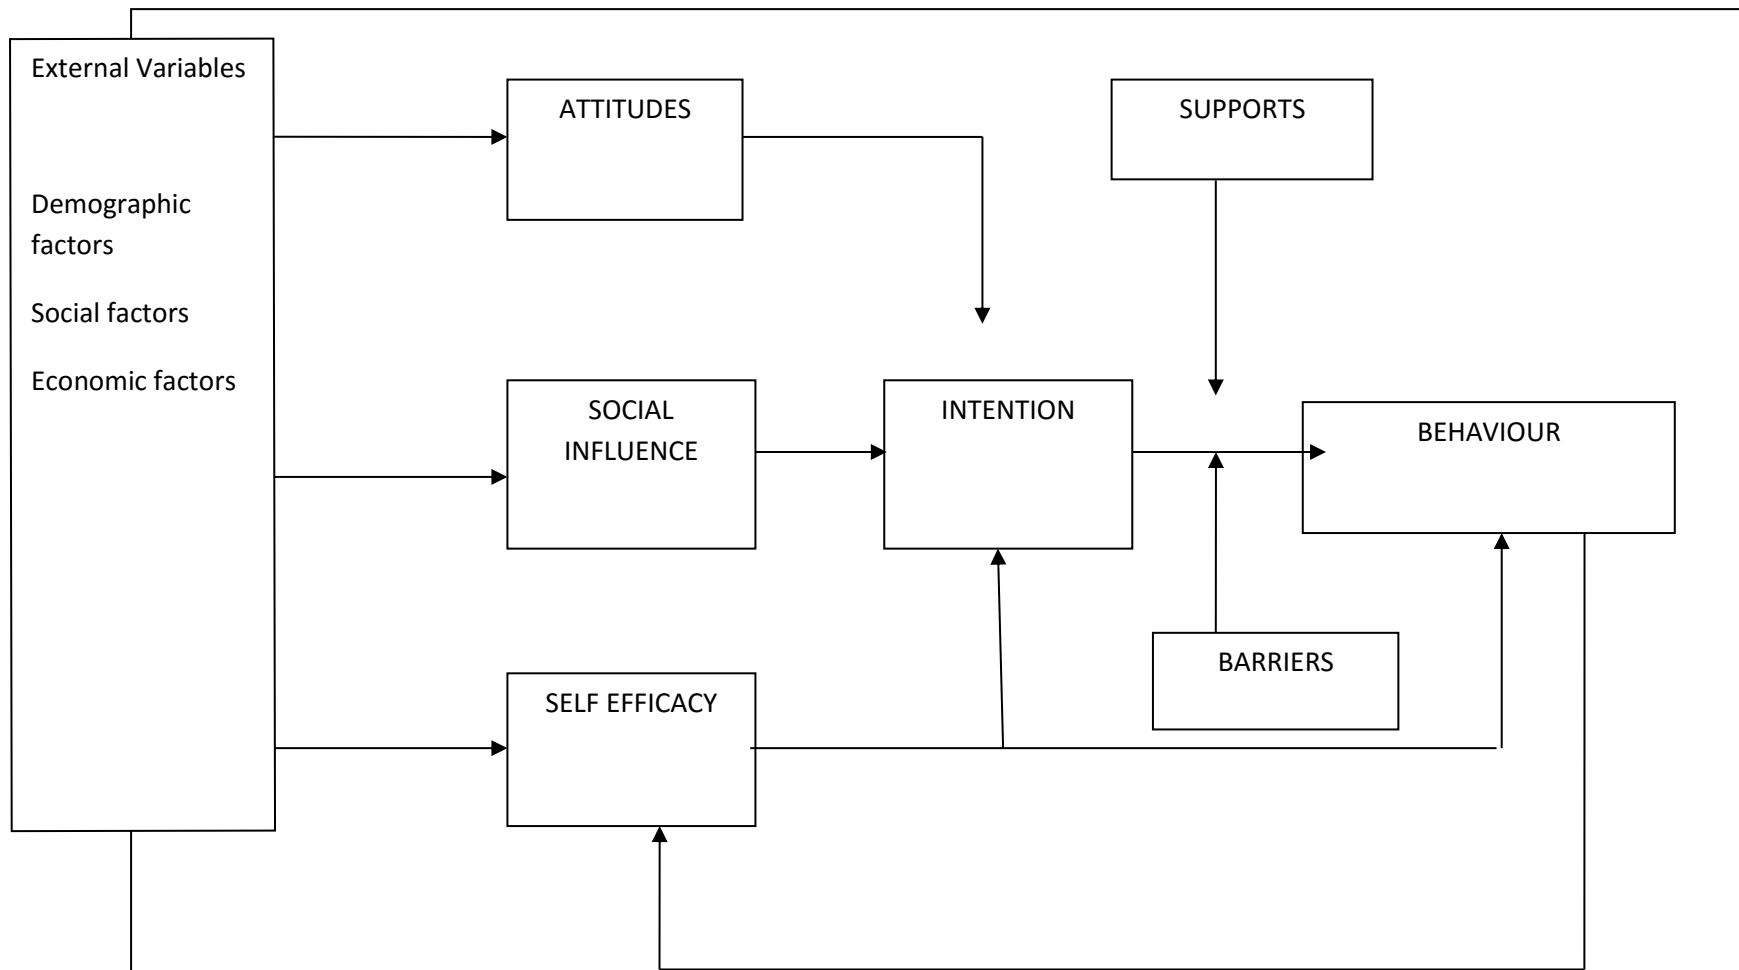 External Variables
Demographic
factors
Social factors
Economic factors
ATTITUDES
SUPPORTS
SOCIAL
INFLUENCE
INTENTION
BEHAVIOUR
BARRIERS
SELF EFFICACY